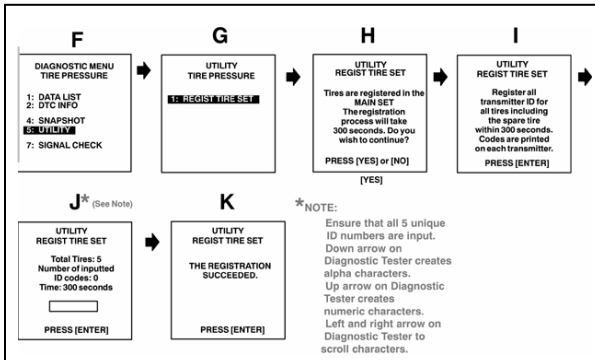 F
DIAGNOSTIC MENU
TIRE PRESSURE
1: DATA LIST
2: DTC INFO
4: SNAPSHOT
5: UTILITY
7: SIGNAL CHECK
G
UTILITY
TIRE PRESSURE
1: REGIST TIRE SET
H
UTILITY
REGIST TIRE SET
Tires are registered in the
MAIN SET
The registration
process will take
300 seconds. Do you
wish to continue?
PRESS [YES] or [NO]
[YES]
I
UTILITY
REGIST TIRE SET
Register all
transmitter ID for
all tires including
the spare tire
within 300 seconds.
Codes are printed
on each transmitter.
PRESS [ENTER]
J* (See Note)
UTILITY
REGIST TIRE SET
Total Tires: 5
Number of inputted
ID codes: 0
Time: 300 seconds
PRESS [ENTER]
K
UTILITY
REGIST TIRE SET
THE REGISTRATION
SUCCEEDED.
*NOTE:
Ensure that all 5 unique
ID numbers are input.
Down arrow on
Diagnostic Tester creates
alpha characters.
Up arrow on Diagnostic
Tester creates
numeric characters.
Left and right arrow on
Diagnostic Tester to
scroll characters.